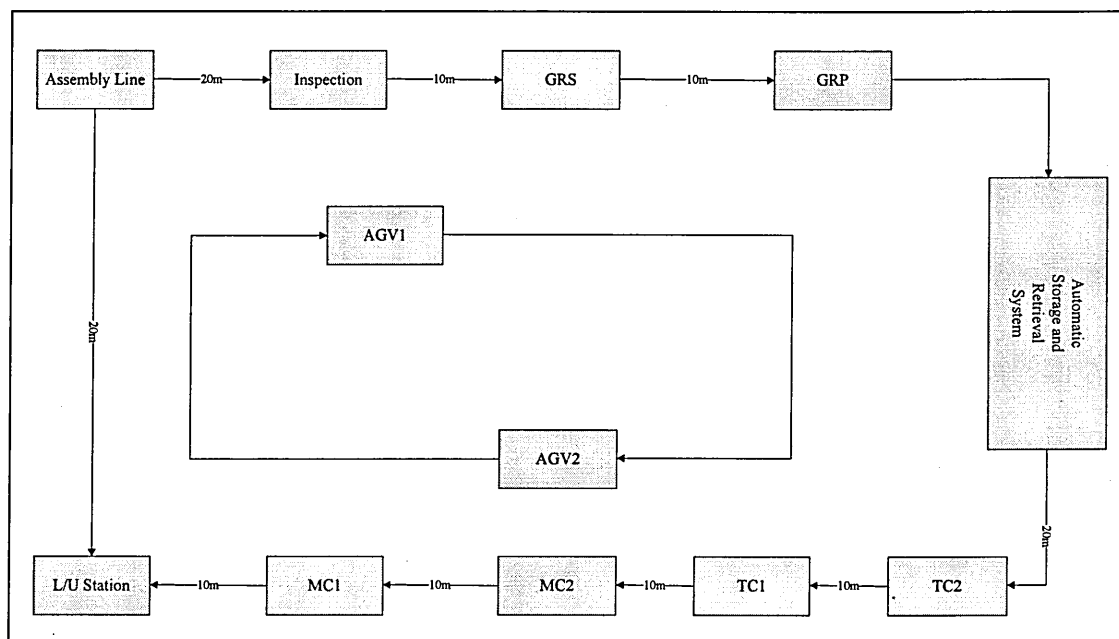 Assembly Line
20m
Inspection
10m
GRS
10m
GRP
AGV1
Automatic
Storage and
Retrieval
System
20m
AGV2
20m
L/U Station
10m
MC1
10m
MC2
10m
TC1
10m
TC2